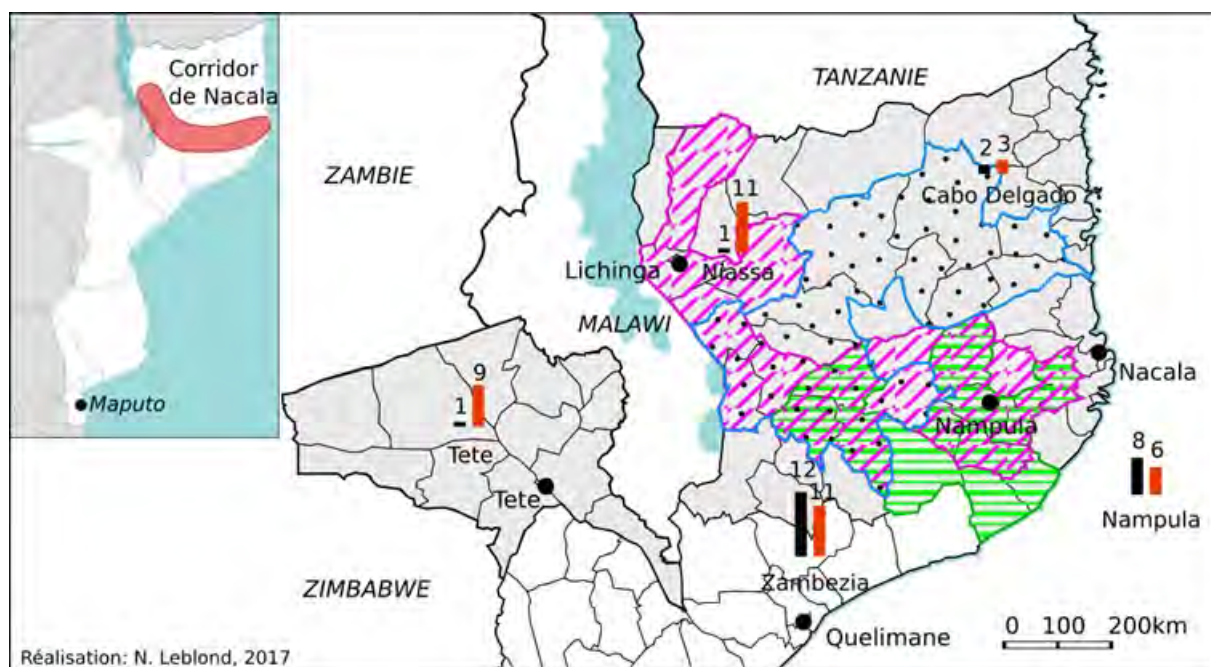 Corridor
de Nacala
Maputo
TANZANIE
ZAMBIE
2 3
Cabo Delgado
11
1
Lichinga
Niassa
MALAWI
Nacala
9
1
Nampula
Tete
8 6
12
11
Tete
Nampula
ZIMBABWE
Zambezia
0 100 200km
Quelimane
Réalisation: N. Leblond, 2017